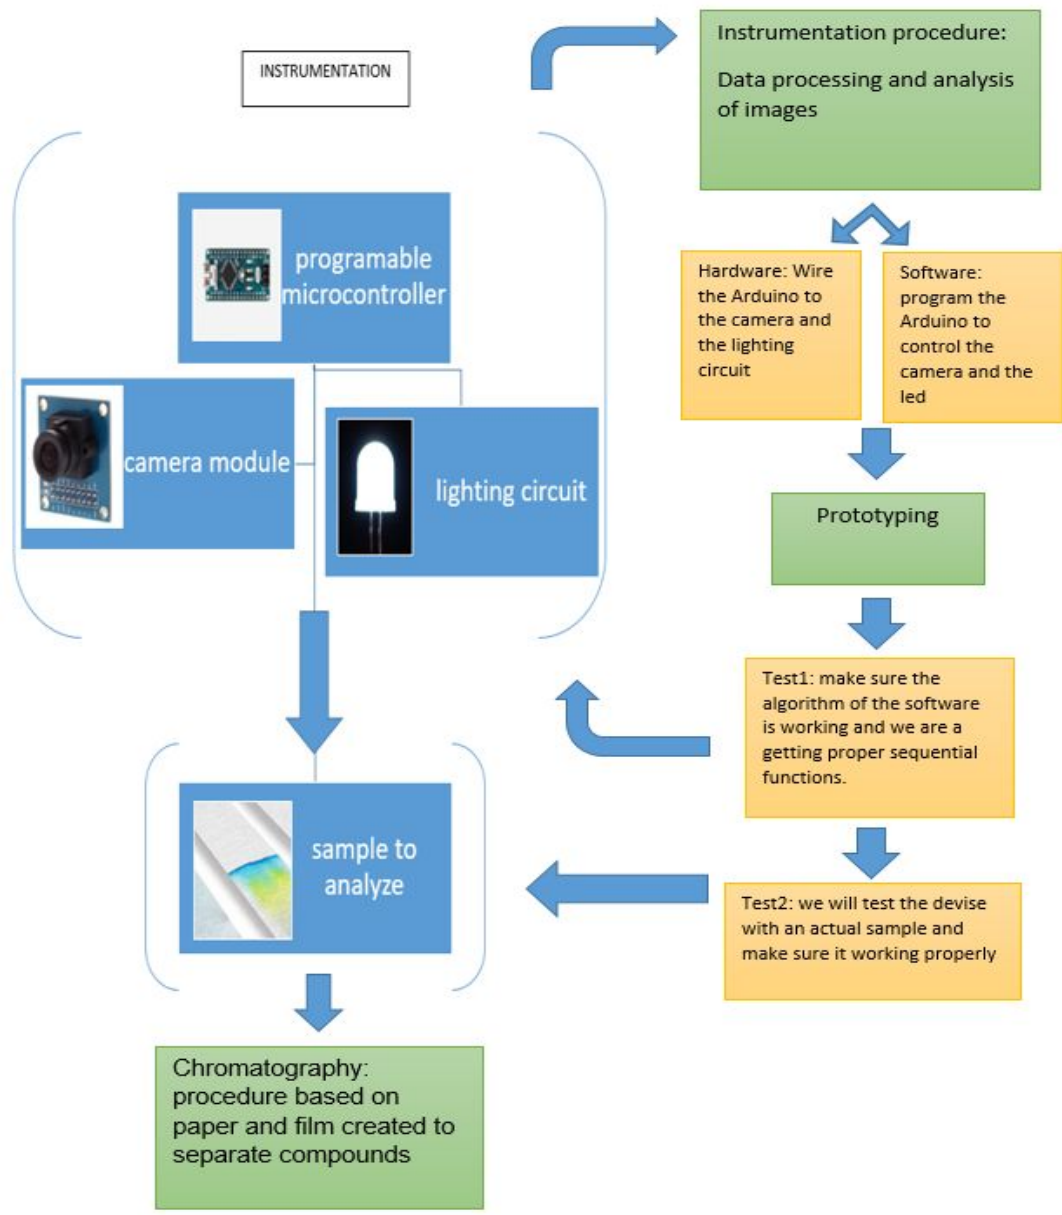 INSTRUMENTATION
programable
microcontroller
camera module
lighting circuit
sample to
analyze
Chromatography:
procedure based on
paper and film created to
separate compounds
Instrumentation procedure:
Data processing and analysis
of images
Hardware: Wire
the Arduino to
the camera and
the lighting
circuit
Software:
program the
Arduino to
control the
camera and the
led
Prototyping
Test1: make sure the
algorithm of the software
is working and we are a
getting proper sequential
functions.
Test2: we will test the devise
with an actual sample and
make sure it working properly